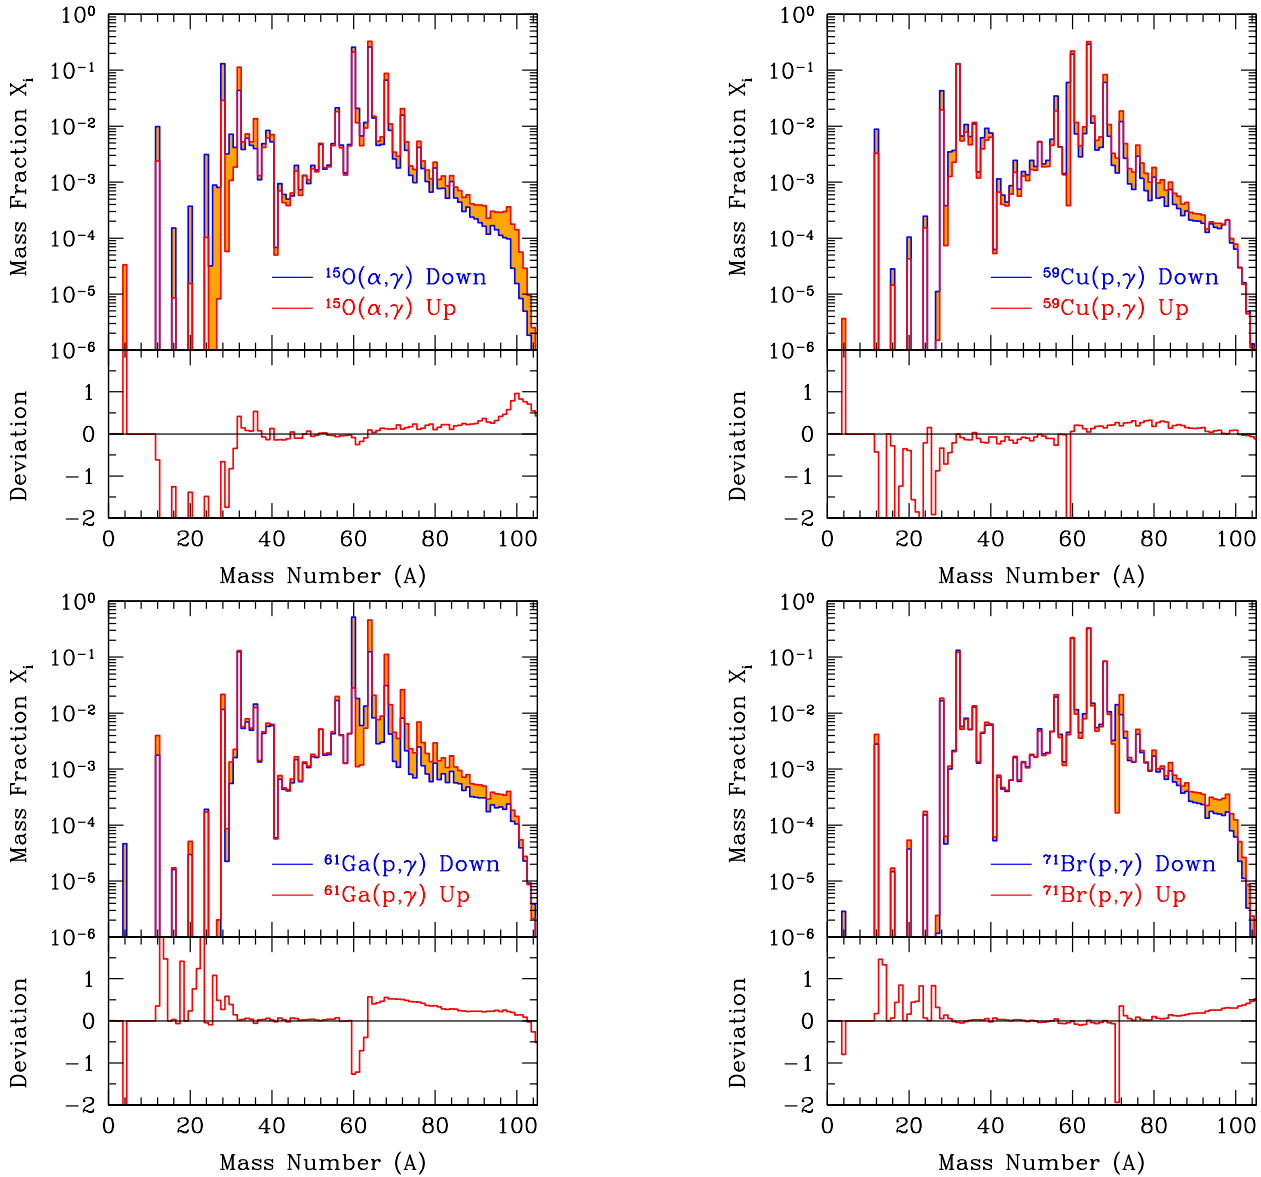 10⁰
10⁻¹
10⁻²
10⁻³
10⁻⁴
10⁻⁵
10⁻⁶
Mass Fraction Xᵢ
¹⁵O(α,γ) Down
¹⁵O(α,γ) Up
1
0
−1
−2
Deviation
0 20 40 60 80 100
Mass Number (A)
10⁰
10⁻¹
10⁻²
10⁻³
10⁻⁴
10⁻⁵
10⁻⁶
Mass Fraction Xᵢ
⁵⁹Cu(p,γ) Down
⁵⁹Cu(p,γ) Up
1
0
−1
−2
Deviation
0 20 40 60 80 100
Mass Number (A)
10⁰
10⁻¹
10⁻²
10⁻³
10⁻⁴
10⁻⁵
10⁻⁶
Mass Fraction Xᵢ
⁶¹Ga(p,γ) Down
⁶¹Ga(p,γ) Up
1
0
−1
−2
Deviation
0 20 40 60 80 100
Mass Number (A)
10⁰
10⁻¹
10⁻²
10⁻³
10⁻⁴
10⁻⁵
10⁻⁶
Mass Fraction Xᵢ
⁷¹Br(p,γ) Down
⁷¹Br(p,γ) Up
1
0
−1
−2
Deviation
0 20 40 60 80 100
Mass Number (A)